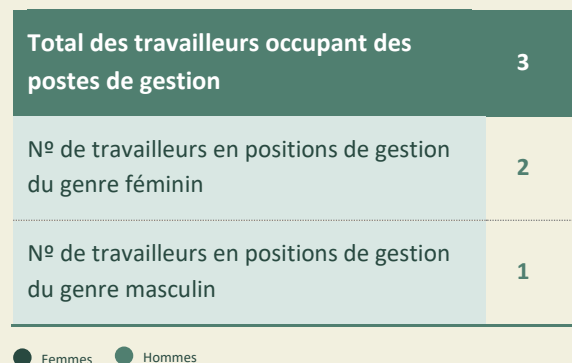 Total des travailleurs occupant des
postes de gestion
3
Nº de travailleurs en positions de gestion
du genre féminin
2
Nº de travailleurs en positions de gestion
du genre masculin
1
Femmes Hommes